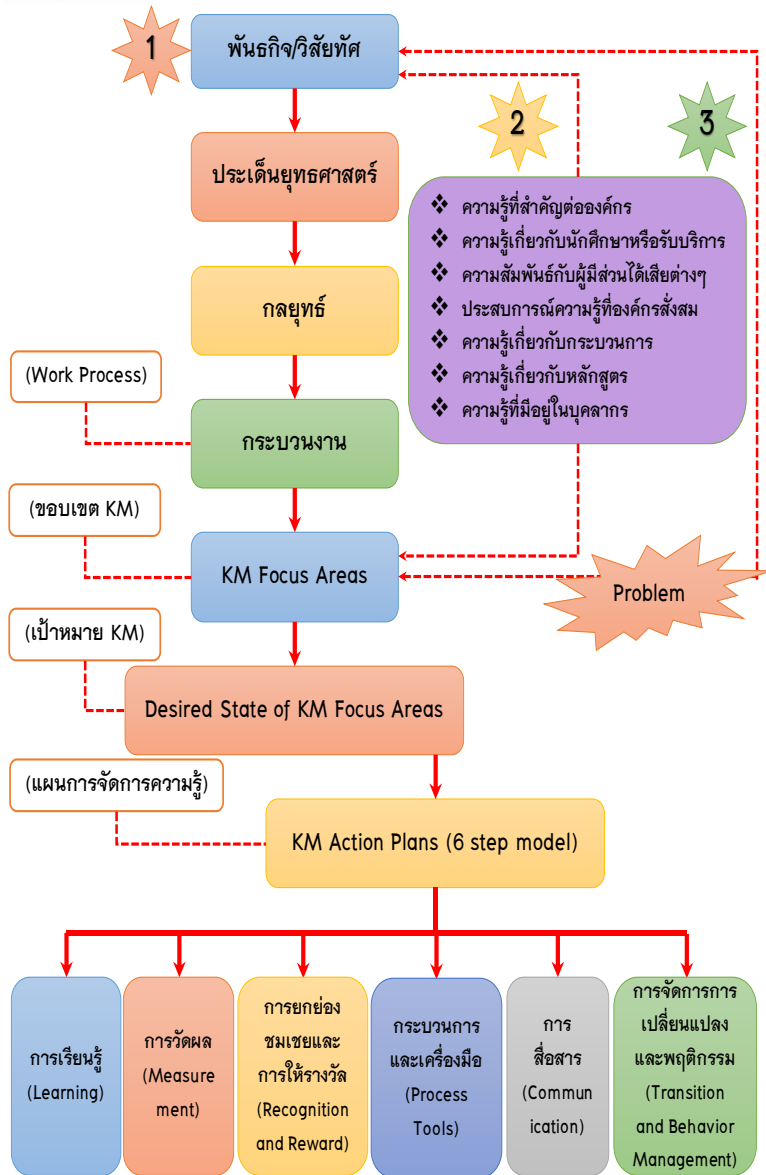 1
พันธกิจ/วิสัยทัศ
2
3
ประเด็นยุทธศาสตร์
❖ ความรู้ที่สำคัญต่อองค์กร
❖ ความรู้เกี่ยวกับนักศึกษาหรือรับบริการ
❖ ความสัมพันธ์กับผู้มีส่วนได้เสียต่างๆ
❖ ประสบการณ์ความรู้ที่องค์กรสั่งสม
❖ ความรู้เกี่ยวกับกระบวนการ
❖ ความรู้เกี่ยวกับหลักสูตร
❖ ความรู้ที่มีอยู่ในบุคลากร
กลยุทธ์
(Work Process)
กระบวนงาน
(ขอบเขต KM)
KM Focus Areas
Problem
(เป้าหมาย KM)
Desired State of KM Focus Areas
(แผนการจัดการความรู้)
KM Action Plans (6 step model)
การเรียนรู้
(Learning)
การวัดผล
(Measure
ment)
การยกย่อง
ชมเชยและ
การให้รางวัล
(Recognition
and Reward)
กระบวนการ
และเครื่องมือ
(Process
Tools)
การ
สื่อสาร
(Commun
ication)
การจัดการการ
เปลี่ยนแปลง
และพฤติกรรม
(Transition
and Behavior
Management)